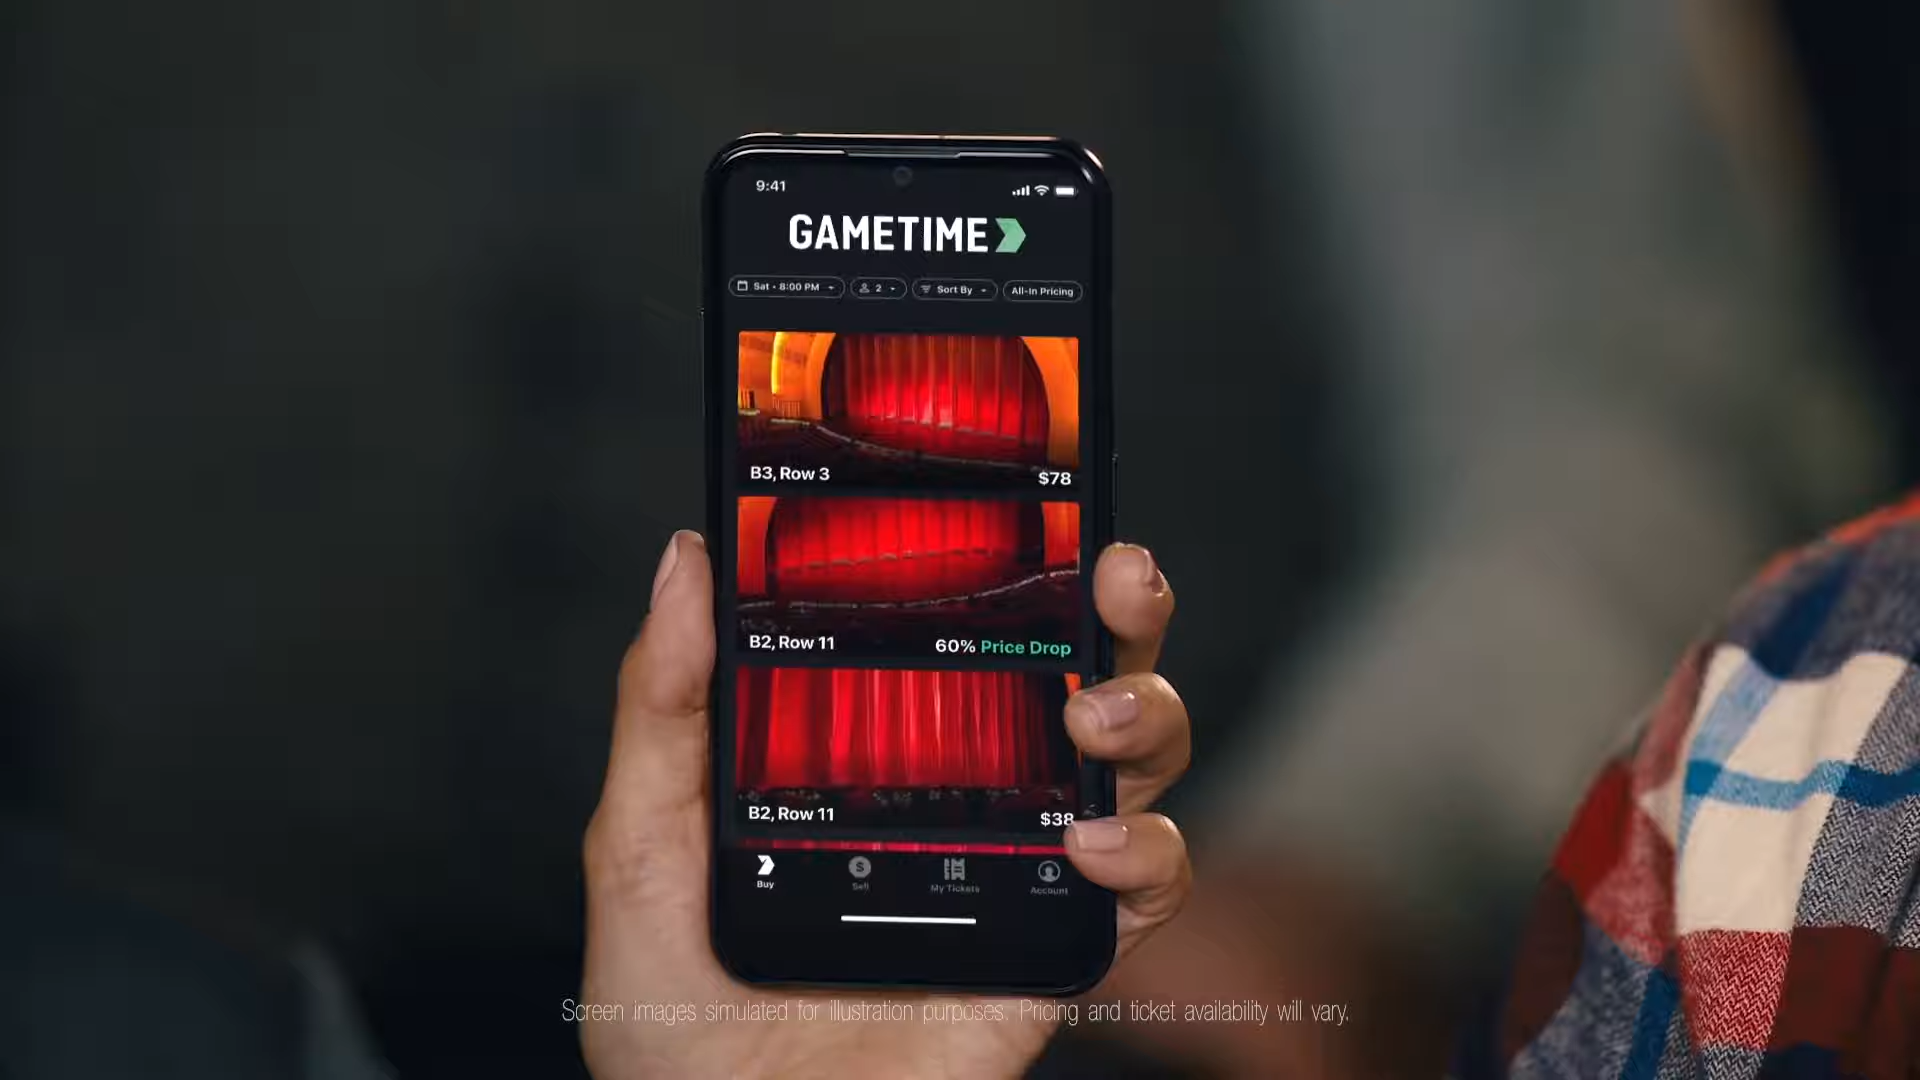 9:41
GAMETIME
Sat • 8:00 PM
2
Sort By
All-In Pricing
B3, Row 3
$78
B2, Row 11
60% Price Drop
B2, Row 11
$38
Buy
$
Sell
My Tickets
Account
Screen images simulated for illustration purposes. Pricing and ticket availability will vary.